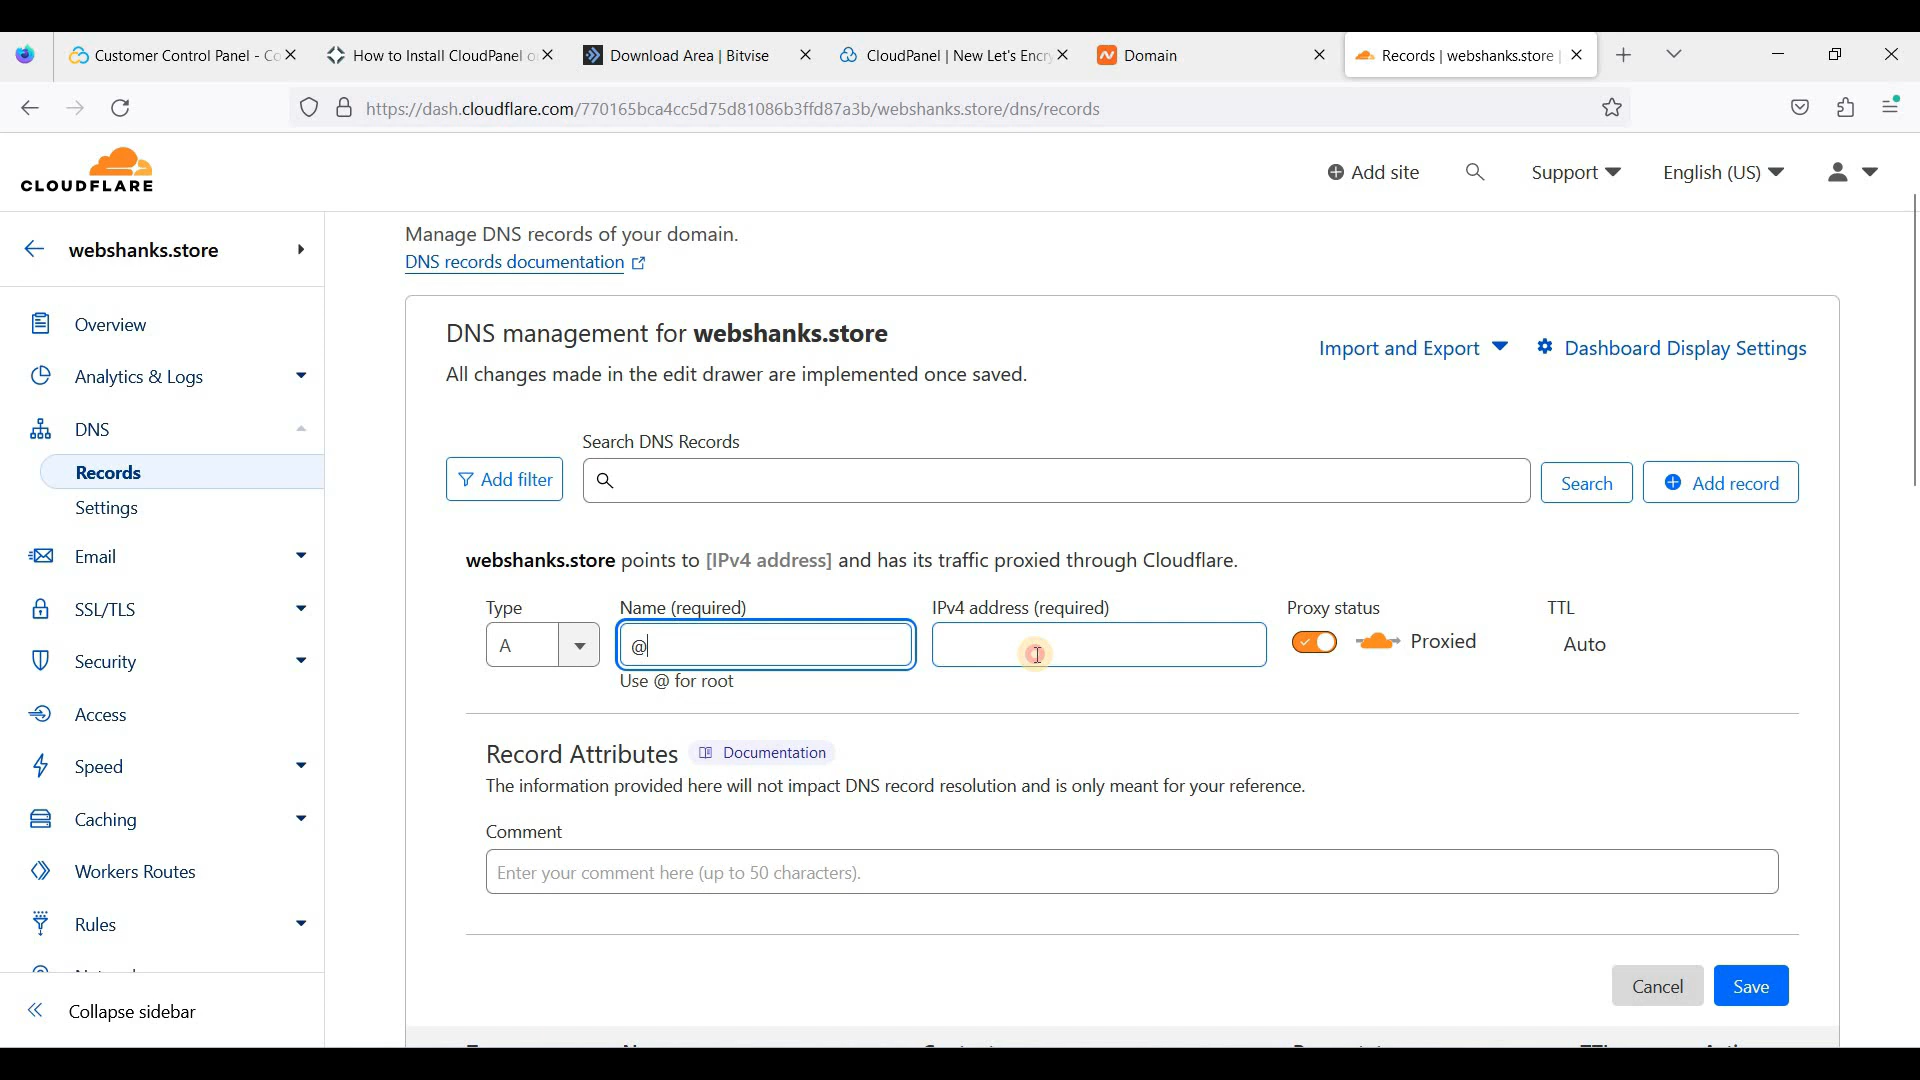 Customer Control Panel - Co
How to Install CloudPanel o
Download Area | Bitvise
CloudPanel | New Let's Encry
Domain
Records | webshanks.store |
https://dash.cloudflare.com/770165bca4cc5d75d81086b3ffd87a3b/webshanks.store/dns/records
CLOUDFLARE
Add site
Support
English (US)
webshanks.store
Overview
Analytics & Logs
DNS
Records
Settings
Email
SSL/TLS
Security
Access
Speed
Caching
Workers Routes
Rules
Collapse sidebar
Manage DNS records of your domain.
DNS records documentation
DNS management for webshanks.store
All changes made in the edit drawer are implemented once saved.
Import and Export
Dashboard Display Settings
Search DNS Records
Add filter
Search
Add record
webshanks.store points to [IPv4 address] and has its traffic proxied through Cloudflare.
Type
Name (required)
IPv4 address (required)
Proxy status
TTL
A
@
Proxied
Auto
Use @ for root
Record Attributes
Documentation
The information provided here will not impact DNS record resolution and is only meant for your reference.
Comment
Enter your comment here (up to 50 characters).
Cancel
Save